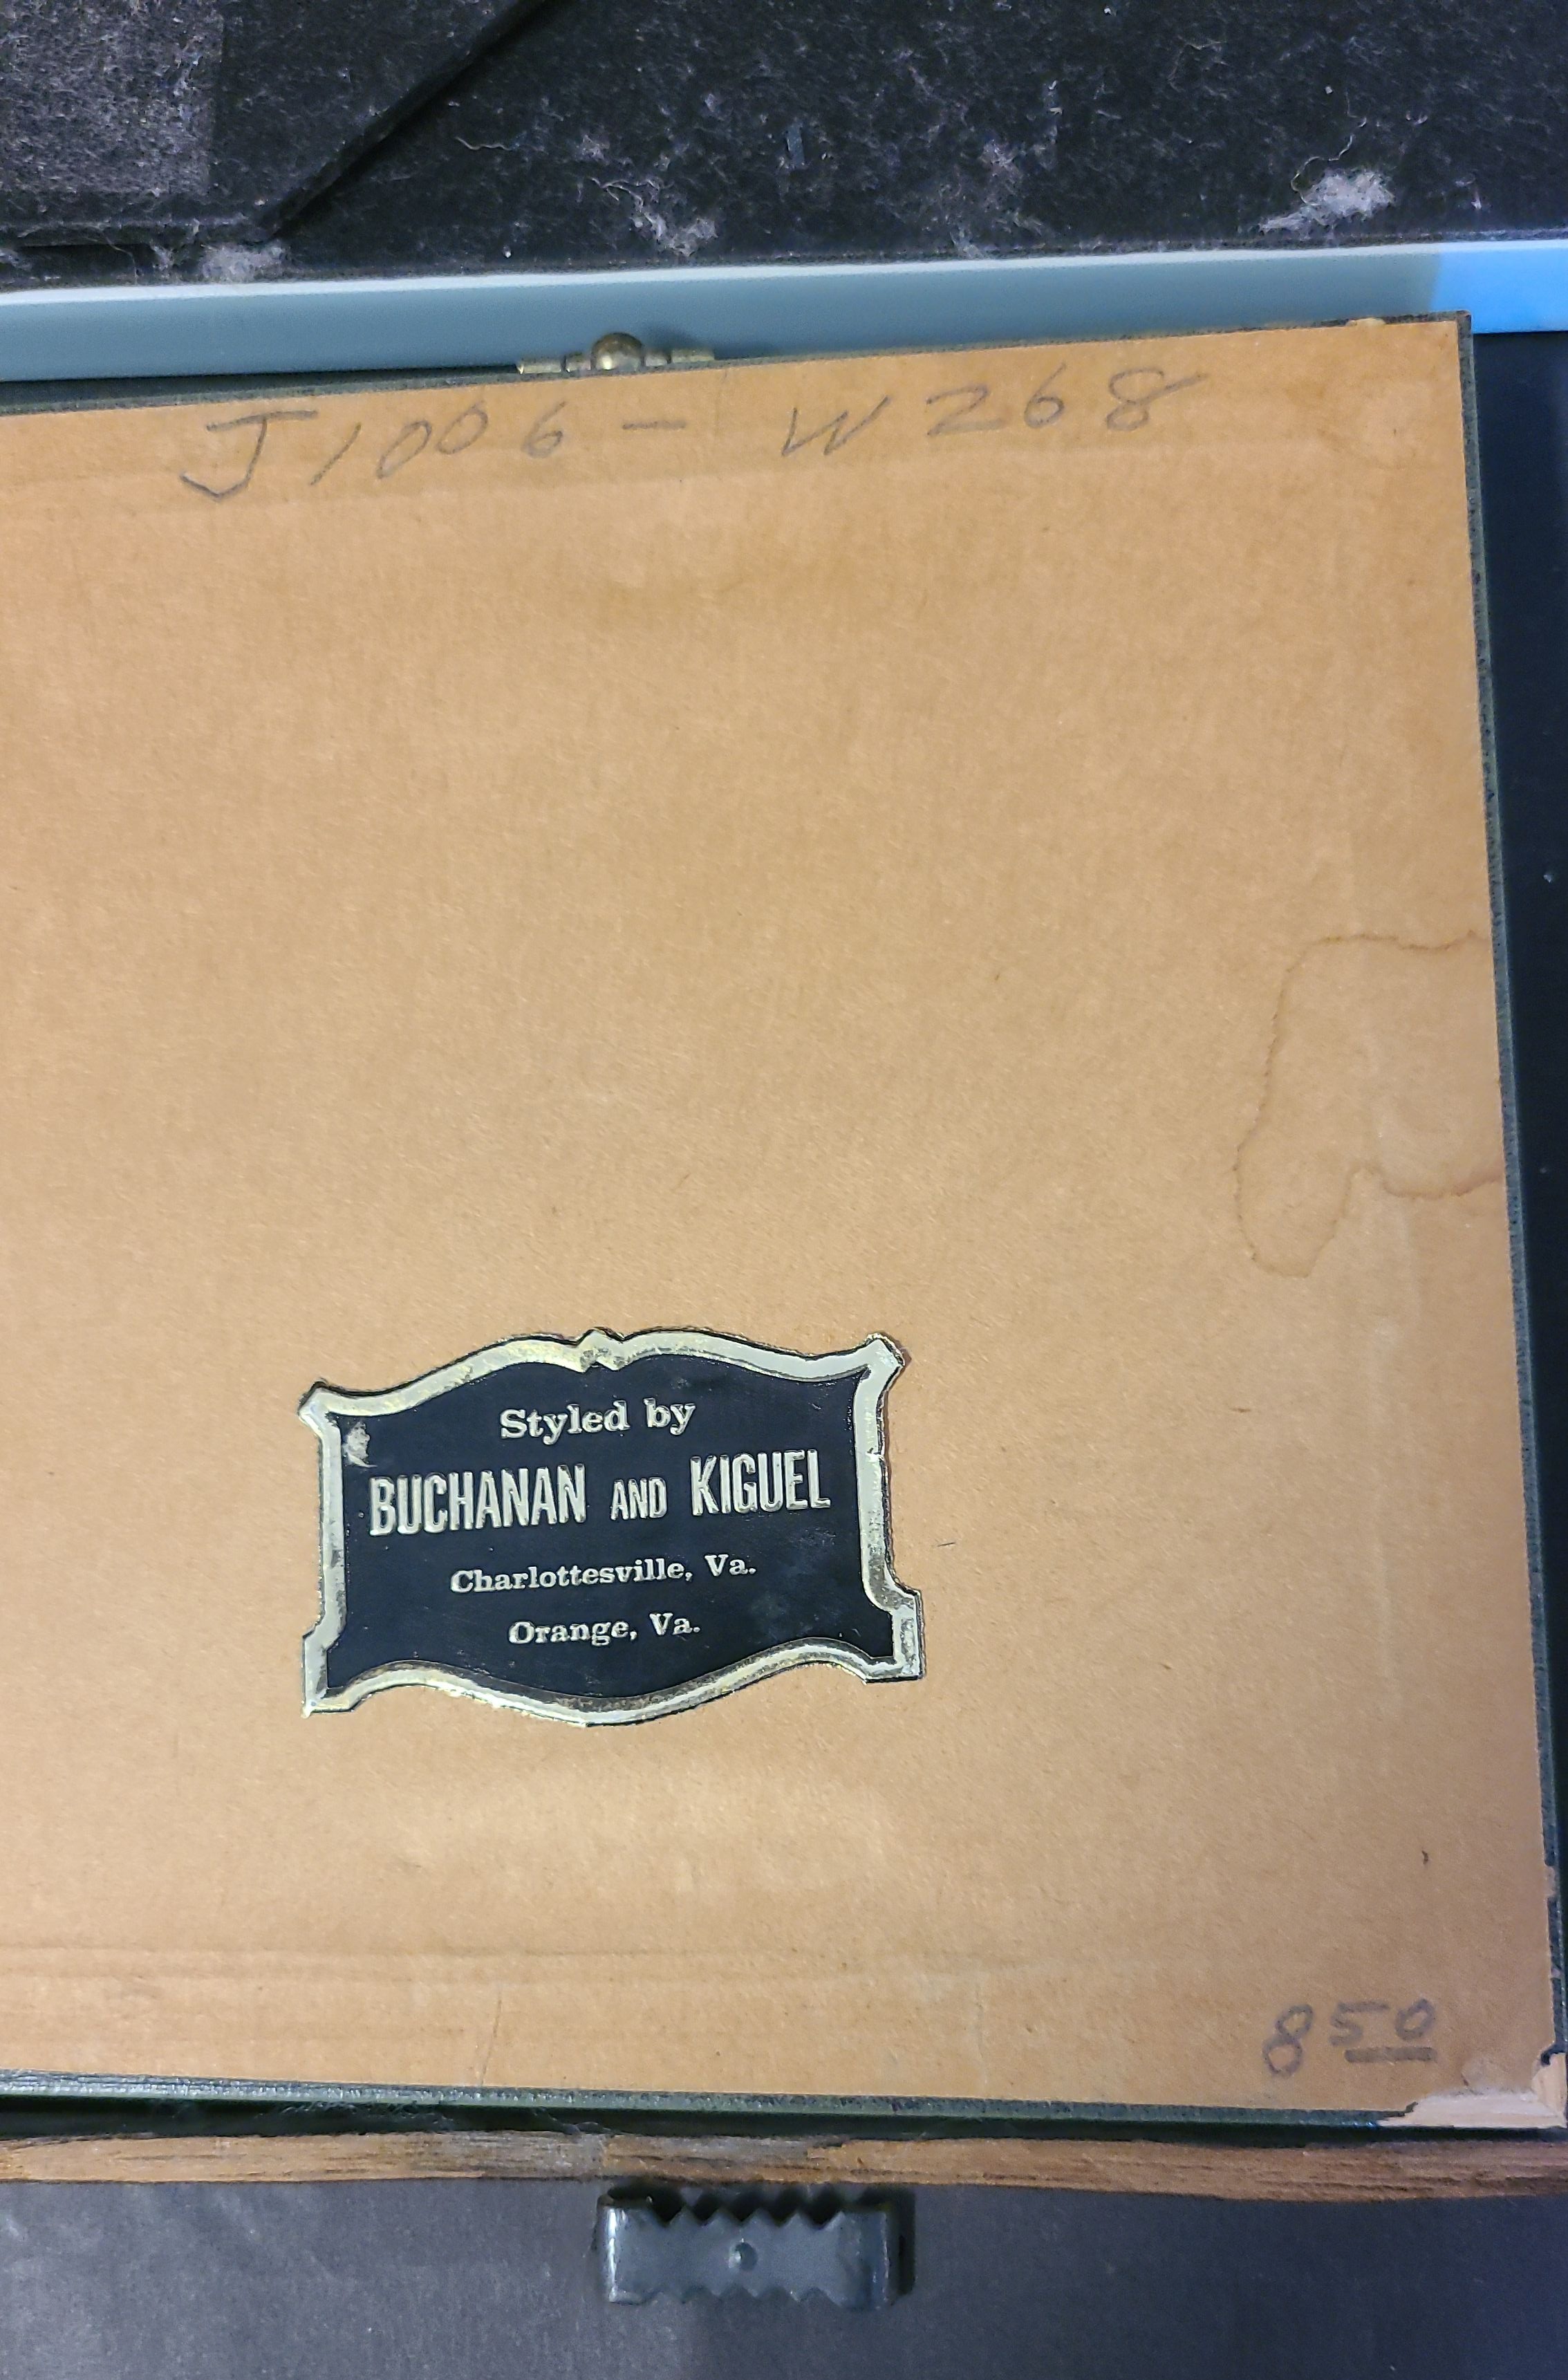 J1006 - W268
Styled by
BUCHANAN AND KIGUEL
Charlottesville, Va.
Orange, Va.
850